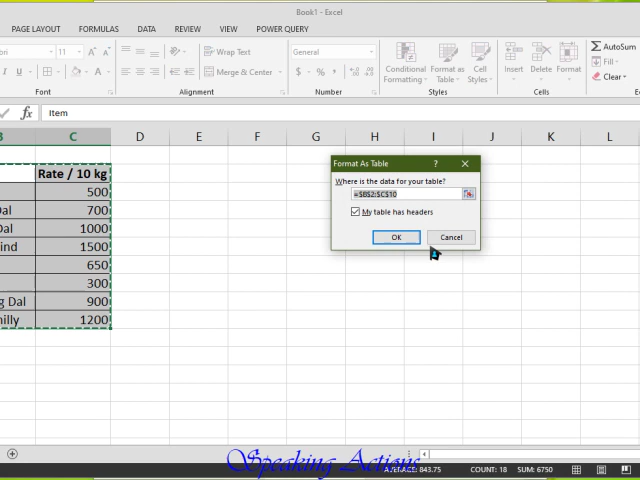 Book1 - Excel
PAGE LAYOUT FORMULAS DATA REVIEW VIEW POWER QUERY
11 A A Wrap Text General Conditional Format as Cell Insert Delete Format AutoSum
I U Merge & Center $ % , Formatting Table Styles Fill
Clear
Font Alignment Number Styles Cells
fx Item
B C D E F G H I J K L
Rate / 10 kg
500
Dal 700
Dal 1000
1500
650
300
Dal 900
1200
Format As Table ? X
Where is the data for your table?
=$B$2:$C$10
My table has headers
OK Cancel
Speaking Actions
AVERAGE: 843.75 COUNT: 18 SUM: 6750